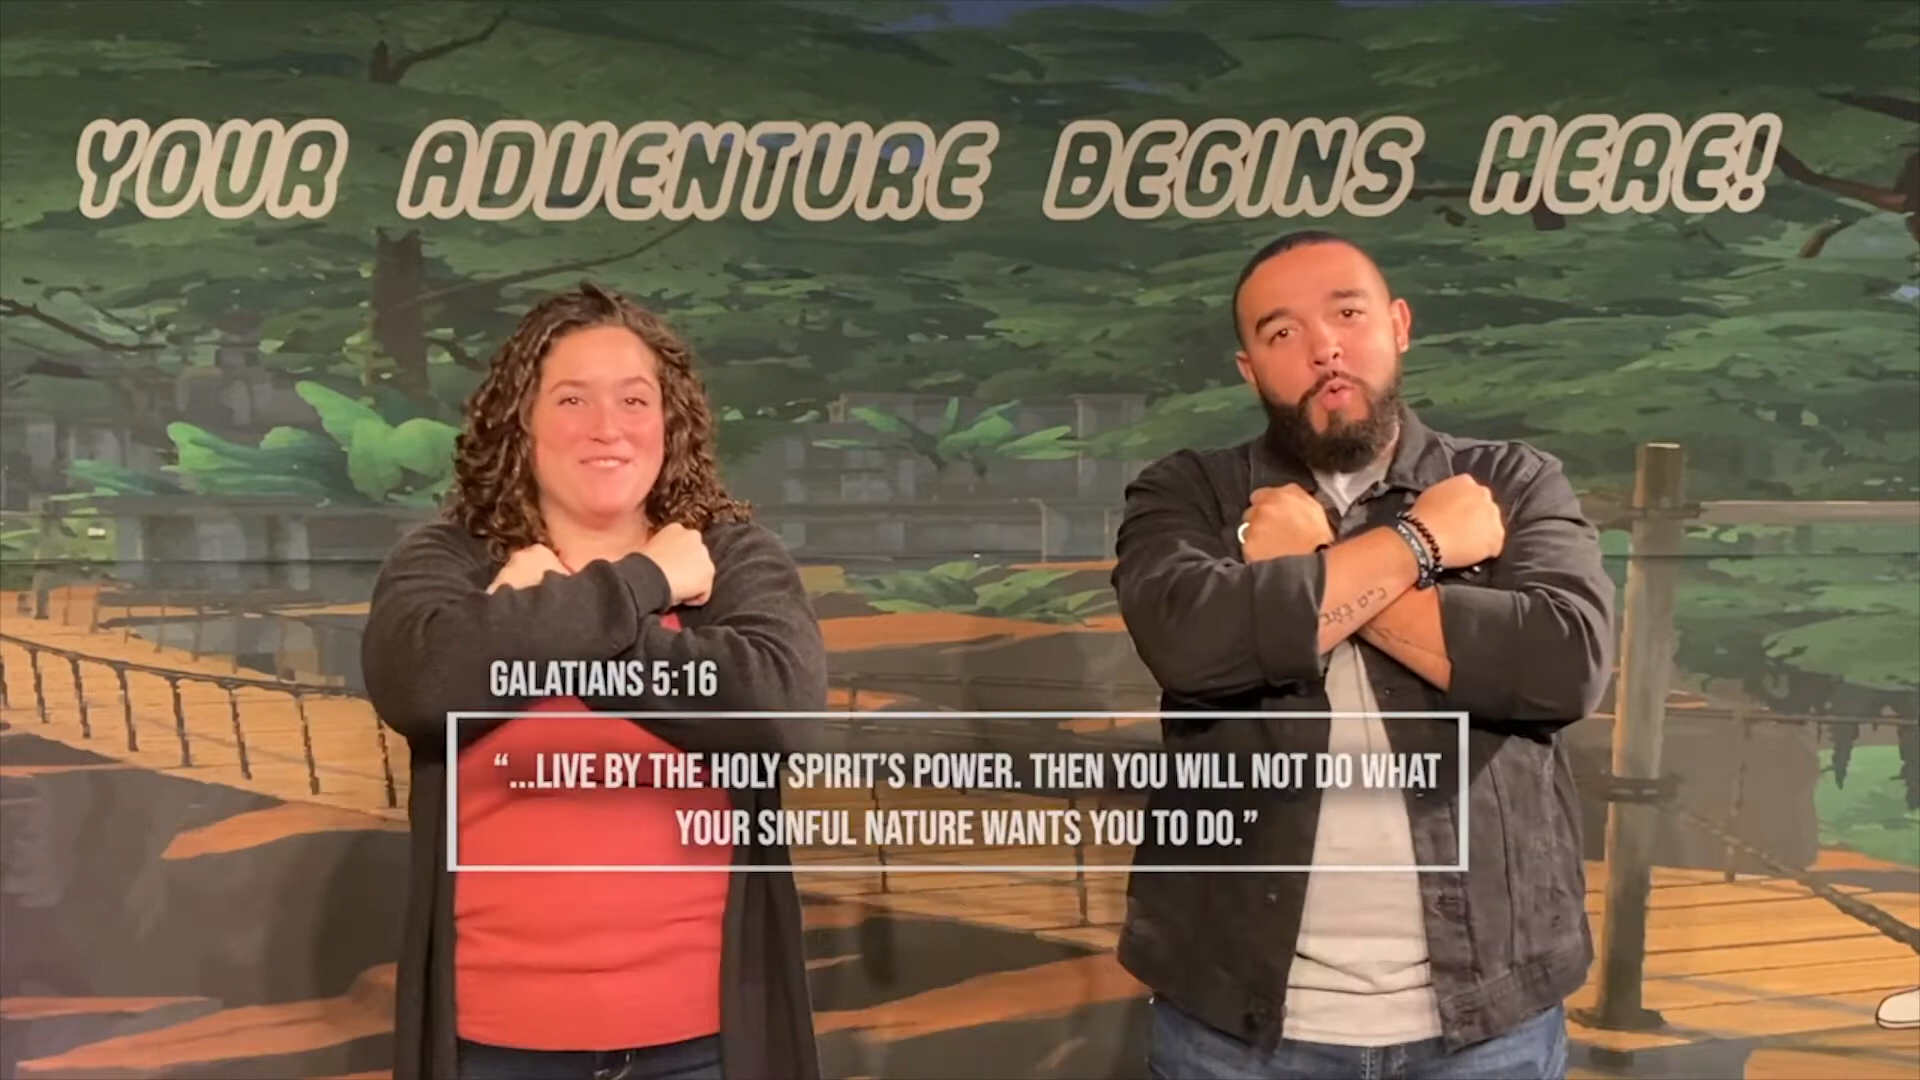 YOUR ADVENTURE BEGINS HERE!
GALATIANS 5:16
“...LIVE BY THE HOLY SPIRIT’S POWER. THEN YOU WILL NOT DO WHAT
YOUR SINFUL NATURE WANTS YOU TO DO.”